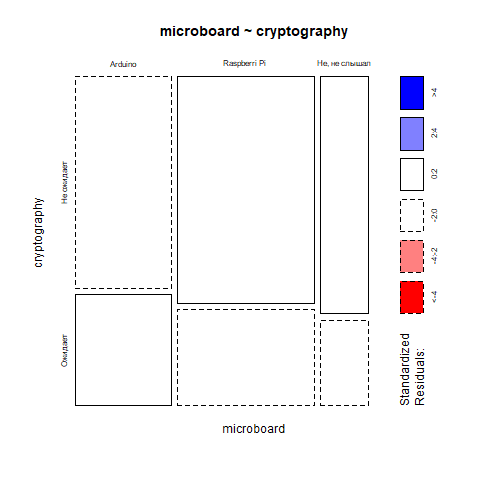 microboard ~ cryptography
Arduino
Raspberri Pi
Не, не слышал
Не ожидает
Ожидает
cryptography
microboard
>4
2:4
0:2
-2:0
-4:-2
<-4
Standardized
Residuals: